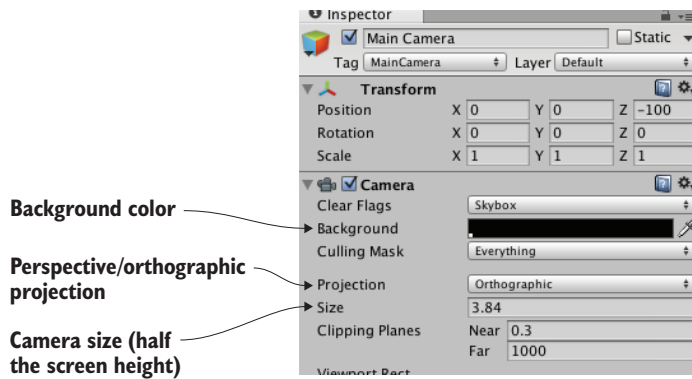 Inspector
Main Camera Static
Tag MainCamera Layer Default
Transform
Position X 0 Y 0 Z -100
Rotation X 0 Y 0 Z 0
Scale X 1 Y 1 Z 1
Camera
Clear Flags Skybox
Background color
Background
Culling Mask Everything
Perspective/orthographic
projection
Projection Orthographic
Size 3.84
Camera size (half
the screen height)
Clipping Planes Near 0.3
Far 1000
Viewport Rect